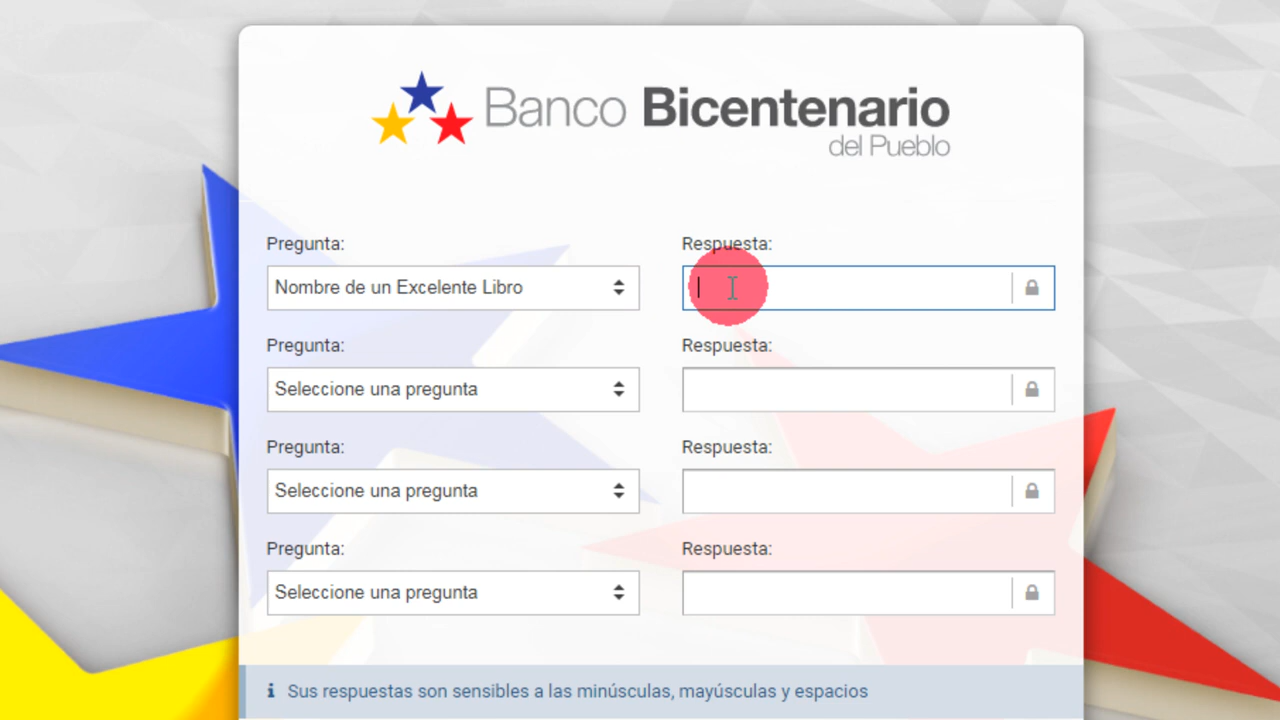 Banco Bicentenario
del Pueblo
Pregunta: Respuesta:
Nombre de un Excelente Libro
Pregunta: Respuesta:
Seleccione una pregunta
Pregunta: Respuesta:
Seleccione una pregunta
Pregunta: Respuesta:
Seleccione una pregunta
Sus respuestas son sensibles a las minúsculas, mayúsculas y espacios